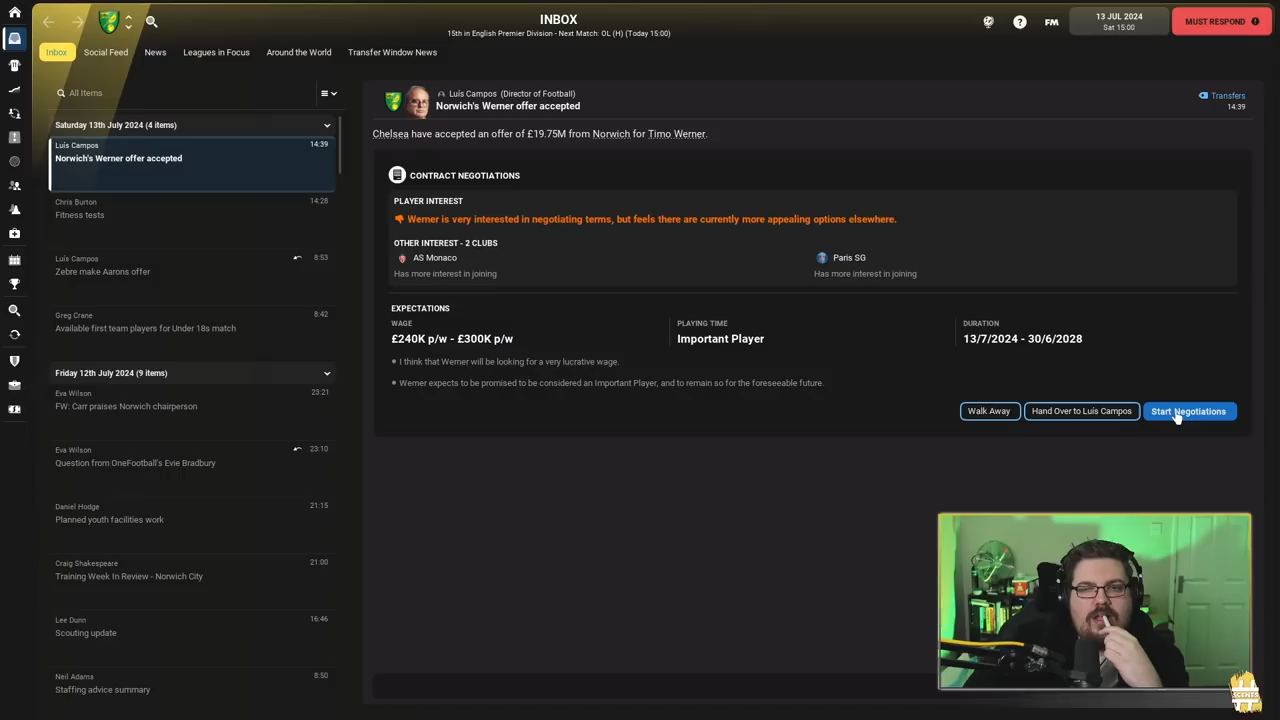 INBOX
15th in English Premier Division - Next Match: OL (H) (Today 15:00)
FM
13 JUL 2024
Sat 15:00
MUST RESPOND
Inbox
Social Feed
News
Leagues in Focus
Around the World
Transfer Window News
All Items
Saturday 13th July 2024 (4 items)
Luís Campos
14:39
Norwich's Werner offer accepted
Chris Burton
14:28
Fitness tests
Luís Campos
8:53
Zebre make Aarons offer
Greg Crane
8:42
Available first team players for Under 18s match
Friday 12th July 2024 (9 items)
Eva Wilson
23:21
FW: Carr praises Norwich chairperson
Eva Wilson
23:10
Question from OneFootball's Evie Bradbury
Daniel Hodge
21:15
Planned youth facilities work
Craig Shakespeare
21:00
Training Week In Review - Norwich City
Lee Dunn
16:46
Scouting update
Neil Adams
8:50
Staffing advice summary
Luís Campos (Director of Football)
Norwich's Werner offer accepted
Transfers
14:39
Chelsea have accepted an offer of £19.75M from Norwich for Timo Werner.
CONTRACT NEGOTIATIONS
PLAYER INTEREST
Werner is very interested in negotiating terms, but feels there are currently more appealing options elsewhere.
OTHER INTEREST - 2 CLUBS
AS Monaco
Has more interest in joining
Paris SG
Has more interest in joining
EXPECTATIONS
WAGE
£240K p/w - £300K p/w
PLAYING TIME
Important Player
DURATION
13/7/2024 - 30/6/2028
I think that Werner will be looking for a very lucrative wage.
Werner expects to be promised to be considered an Important Player, and to remain so for the foreseeable future.
Walk Away
Hand Over to Luís Campos
Start Negotiations
SCENES